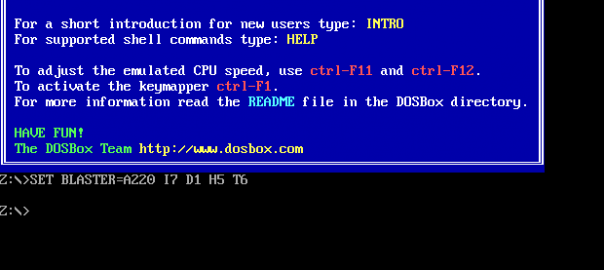 For a short introduction for new users type: INTRO
For supported shell commands type: HELP
To adjust the emulated CPU speed, use ctrl-F11 and ctrl-F12.
To activate the keymapper ctrl-F1.
For more information read the README file in the DOSBox directory.
HAVE FUN!
The DOSBox Team http://www.dosbox.com
Z:\>SET BLASTER=A220 I7 D1 H5 T6
Z:\>